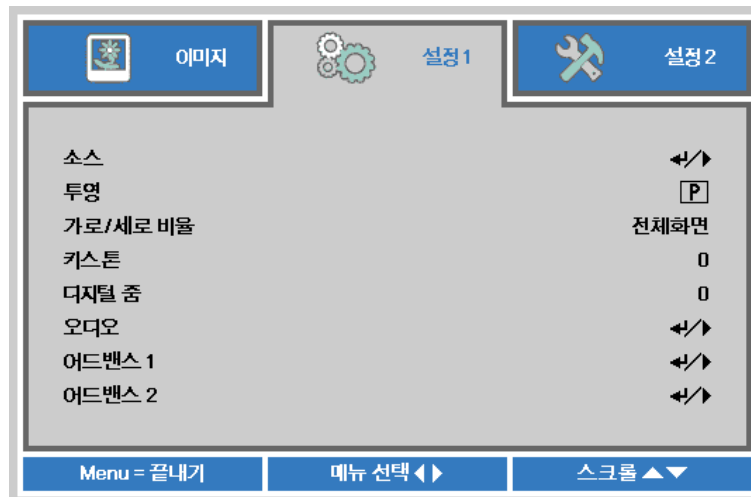 이미지 설정 1 설정 2
소스 ↵/▶
투영 P
가로/세로 비율 전체화면
키스톤 0
디지털 줌 0
오디오 ↵/▶
어드밴스 1 ↵/▶
어드밴스 2 ↵/▶
Menu = 끝내기 메뉴 선택 ◀ ▶ 스크롤 ▲▼